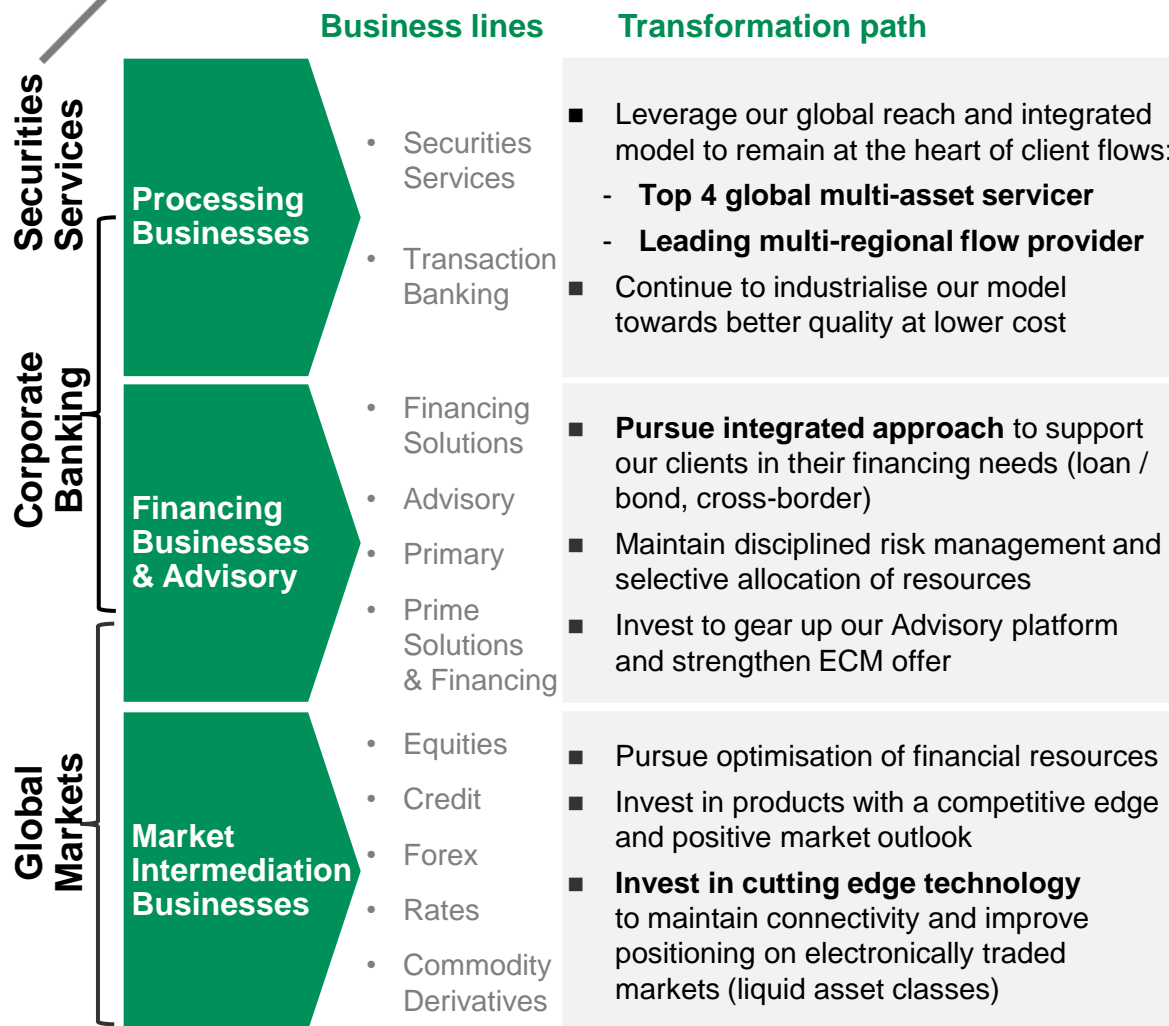 Business lines
Transformation path
Securities
Services
Processing
Businesses
• Securities
Services
• Transaction
Banking
■ Leverage our global reach and integrated
model to remain at the heart of client flows:
- Top 4 global multi-asset servicer
- Leading multi-regional flow provider
■ Continue to industrialise our model
towards better quality at lower cost
Corporate
Banking
Financing
Businesses
& Advisory
• Financing
Solutions
• Advisory
• Primary
• Prime
Solutions
& Financing
■ Pursue integrated approach to support
our clients in their financing needs (loan /
bond, cross-border)
■ Maintain disciplined risk management and
selective allocation of resources
■ Invest to gear up our Advisory platform
and strengthen ECM offer
Global
Markets
Market
Intermediation
Businesses
• Equities
• Credit
• Forex
• Rates
• Commodity
Derivatives
■ Pursue optimisation of financial resources
■ Invest in products with a competitive edge
and positive market outlook
■ Invest in cutting edge technology
to maintain connectivity and improve
positioning on electronically traded
markets (liquid asset classes)